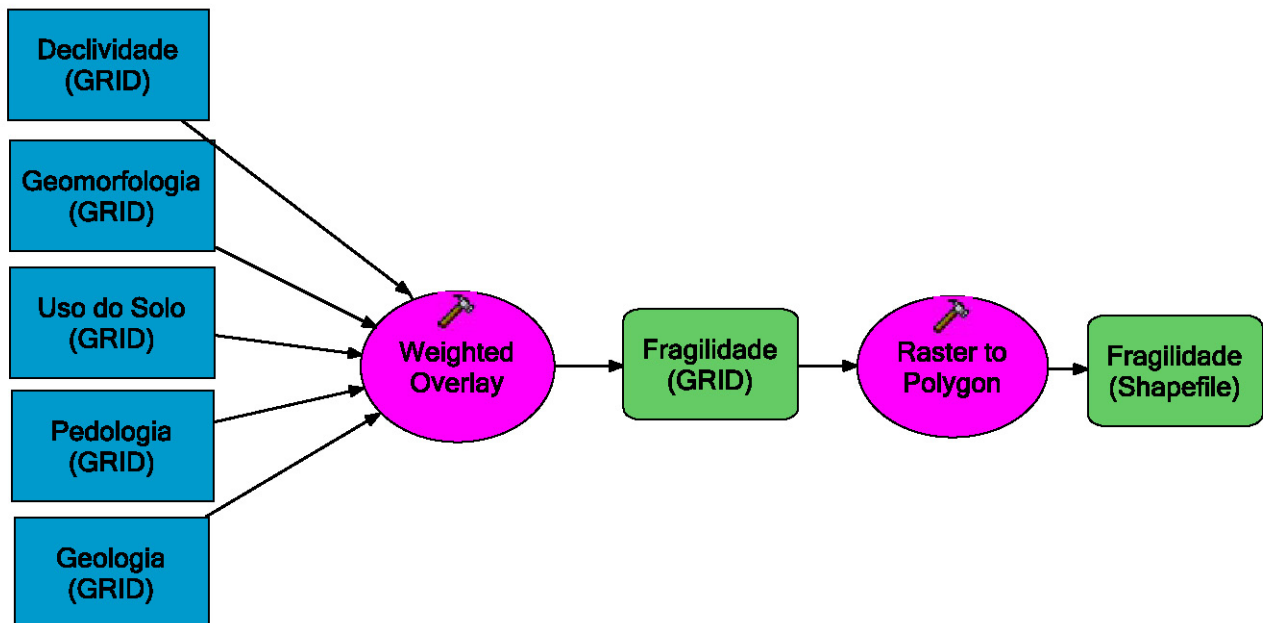 Declividade
(GRID)
Geomorfologia
(GRID)
Uso do Solo
(GRID)
Pedologia
(GRID)
Geologia
(GRID)
Weighted
Overlay
Fragilidade
(GRID)
Raster to
Polygon
Fragilidade
(Shapefile)